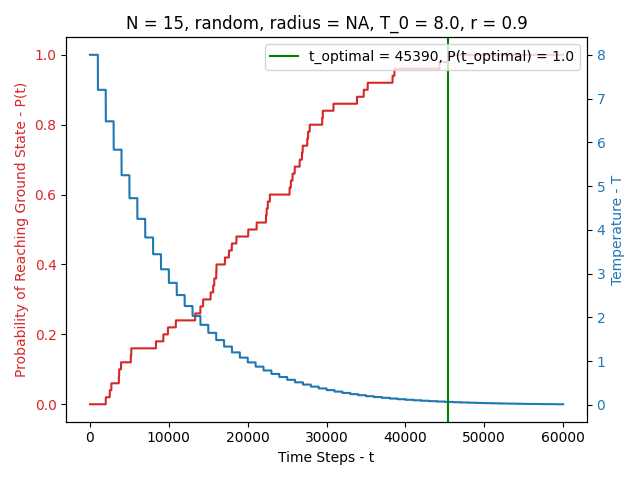 N = 15, random, radius = NA, T_0 = 8.0, r = 0.9
t_optimal = 45390, P(t_optimal) = 1.0
Probability of Reaching Ground State - P(t)
1.0
0.8
0.6
0.4
0.2
0.0
8
7
6
5
4
3
2
1
0
Temperature - T
0 10000 20000 30000 40000 50000 60000
Time Steps - t